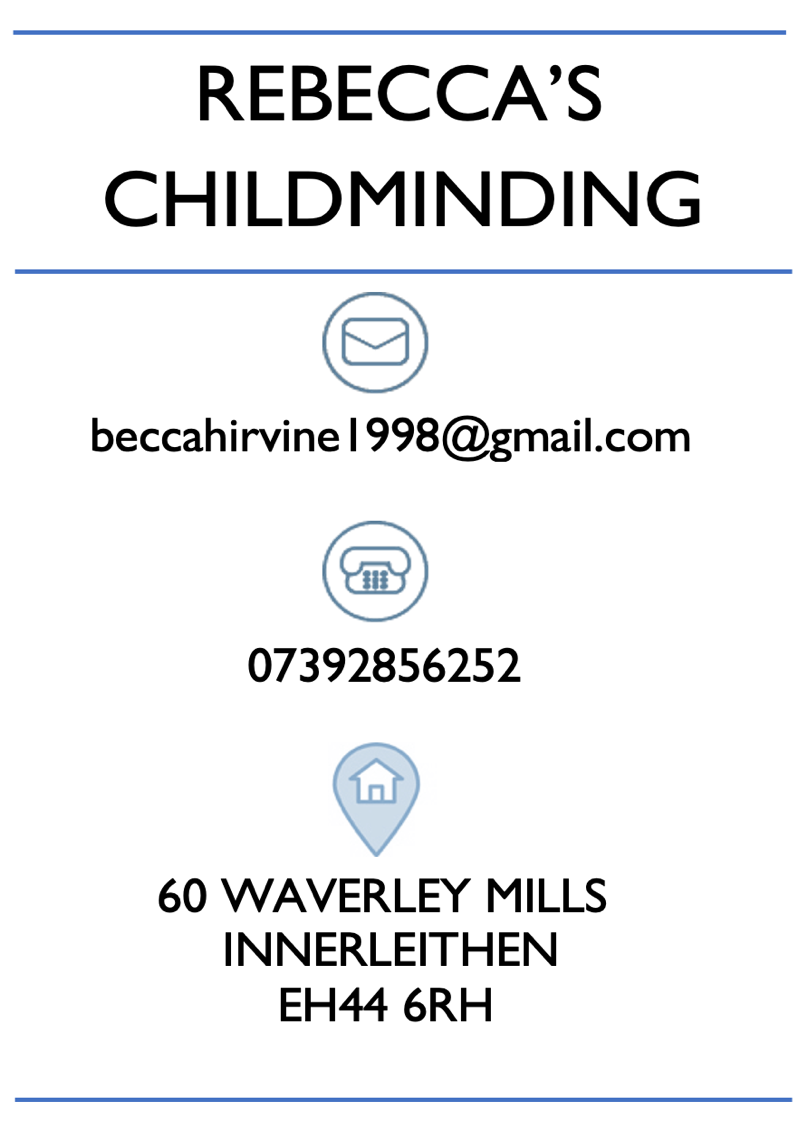 REBECCA’S
CHILDMINDING
beccahirvine1998@gmail.com
07392856252
60 WAVERLEY MILLS
INNERLEITHEN
EH44 6RH